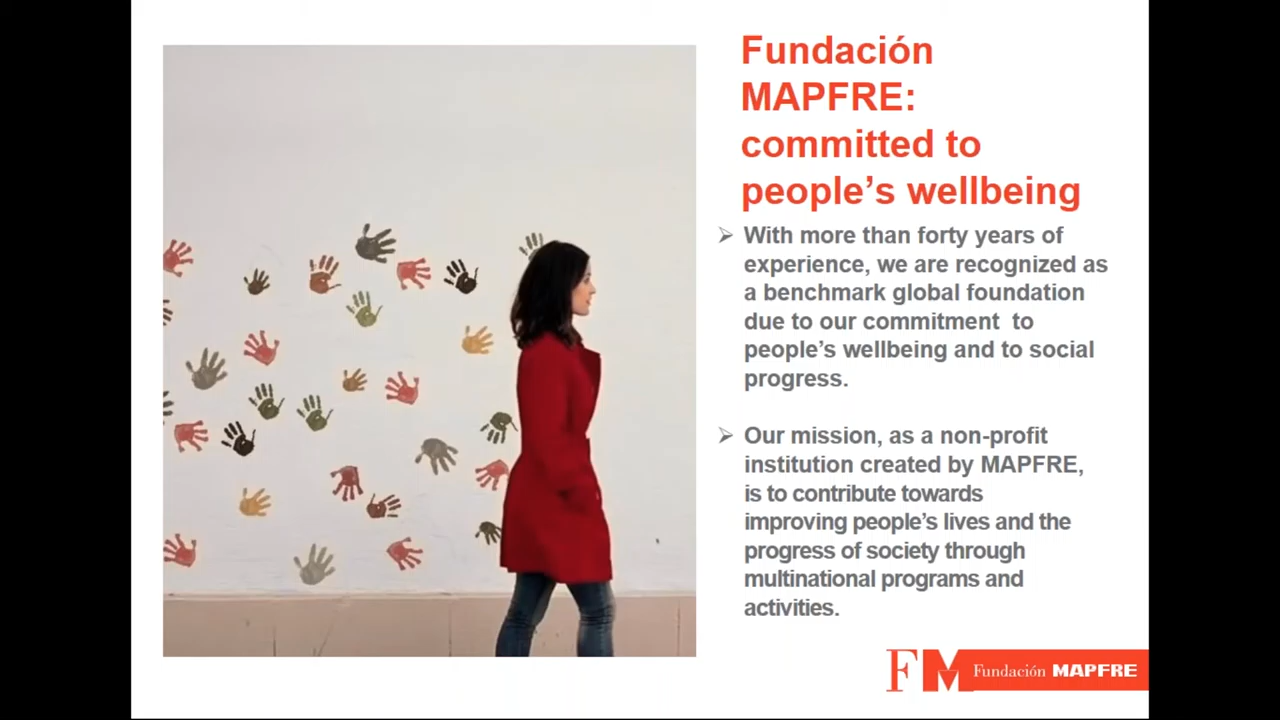 Fundación
MAPFRE:
committed to
people’s wellbeing
With more than forty years of
experience, we are recognized as
a benchmark global foundation
due to our commitment to
people’s wellbeing and to social
progress.
Our mission, as a non-profit
institution created by MAPFRE,
is to contribute towards
improving people’s lives and the
progress of society through
multinational programs and
activities.
FM Fundación MAPFRE